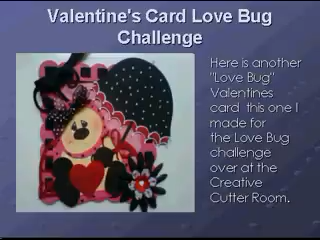 Valentine's Card Love Bug
Challenge
Here is another
"Love Bug"
Valentines
card this one I
made for
the Love Bug
challenge
over at the
Creative
Cutter Room.